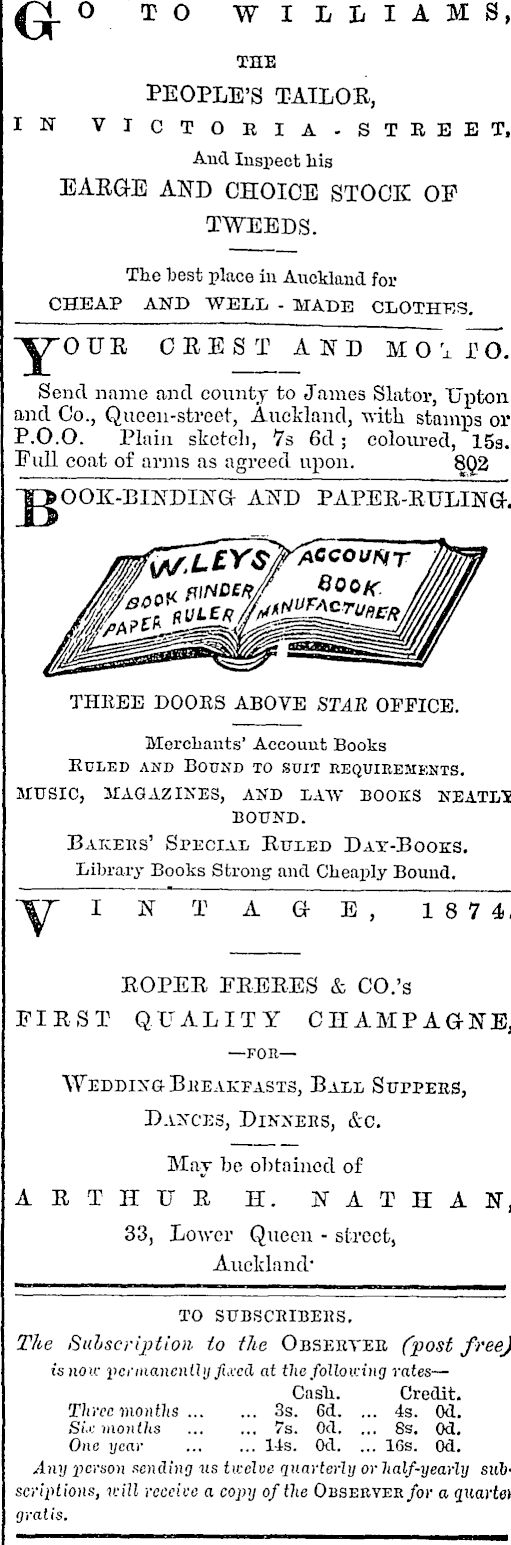 GO TO WILLIAMS,
THE
PEOPLE'S TAILOR,
IN VICTORIA-STREET,
And Inspect his
EARGE AND CHOICE STOCK OF
TWEEDS.
The best place in Auckland for
CHEAP AND WELL-MADE CLOTHES.
YOUR CREST AND MOTTO.
Send name and county to James Slator, Upton
and Co., Queen-street, Auckland, with stamps or
P.O.O. Plain sketch, 7s 6d; coloured, 15s.
Full coat of arms as agreed upon. 802
BOOK-BINDING AND PAPER-RULING.
W. LEYS
BOOK BINDER
PAPER RULER
ACCOUNT
BOOK
MANUFACTURER
THREE DOORS ABOVE STAR OFFICE.
Merchants' Account Books
RULED AND BOUND TO SUIT REQUIREMENTS.
MUSIC, MAGAZINES, AND LAW BOOKS NEATLY
BOUND.
BAKERS' SPECIAL RULED DAY-BOOKS.
Library Books Strong and Cheaply Bound.
VINTAGE, 1874.
ROPER FRERES & CO.'s
FIRST QUALITY CHAMPAGNE,
—FOR—
WEDDING BREAKFASTS, BALL SUPPERS,
DANCES, DINNERS, &C.
May be obtained of
ARTHUR H. NATHAN,
33, Lower Queen-street,
Auckland.
TO SUBSCRIBERS.
The Subscription to the OBSERVER (post free)
is now permanently fixed at the following rates—
Cash. Credit.
Three months ... ... 3s. 6d. ... 4s. 0d.
Six months ... ... 7s. 0d. ... 8s. 0d.
One year ... ... 14s. 0d. ... 16s. 0d.
Any person sending us twelve quarterly or half-yearly sub-
scriptions, will receive a copy of the OBSERVER for a quarter
gratis.